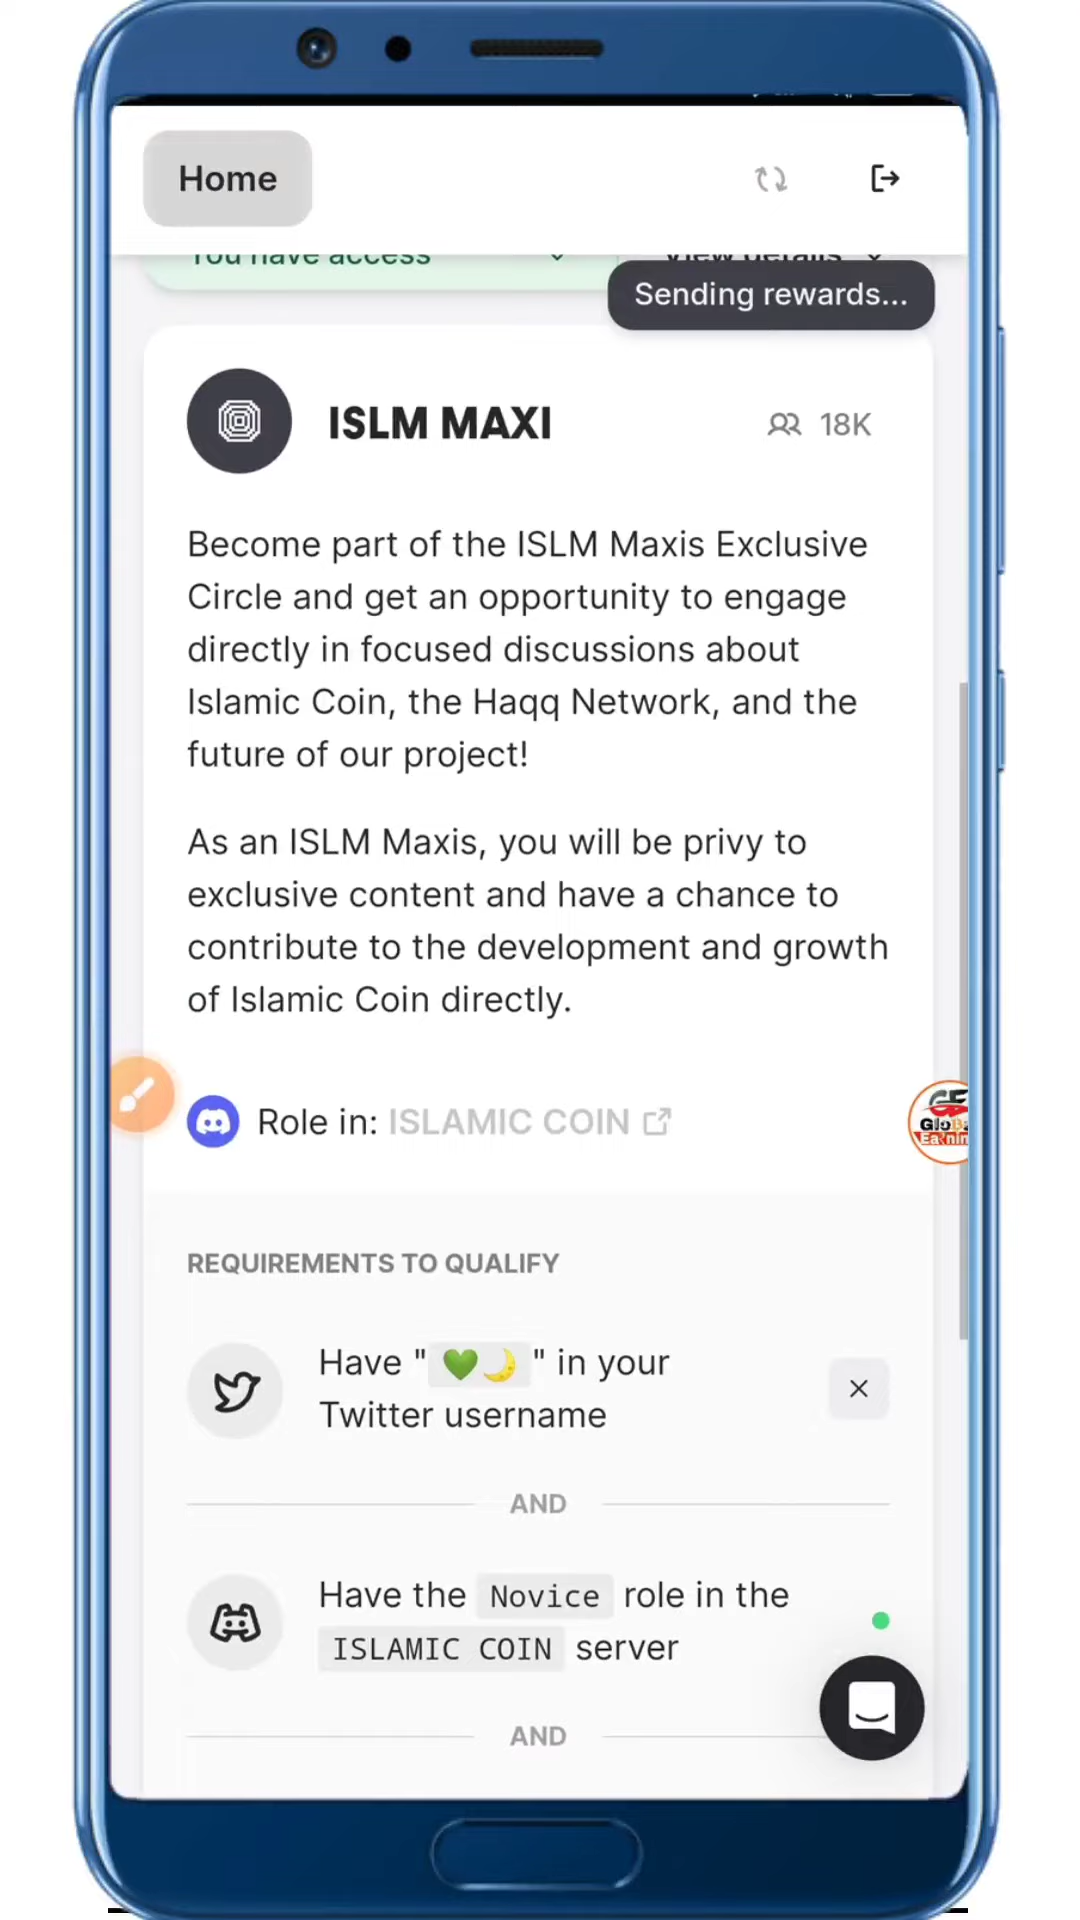 Home
You have access
View details
Sending rewards...
ISLM MAXI
18K
Become part of the ISLM Maxis Exclusive
Circle and get an opportunity to engage
directly in focused discussions about
Islamic Coin, the Haqq Network, and the
future of our project!
As an ISLM Maxis, you will be privy to
exclusive content and have a chance to
contribute to the development and growth
of Islamic Coin directly.
Role in: ISLAMIC COIN
REQUIREMENTS TO QUALIFY
Have "💚🌙" in your
Twitter username
AND
Have the Novice role in the
ISLAMIC COIN server
AND